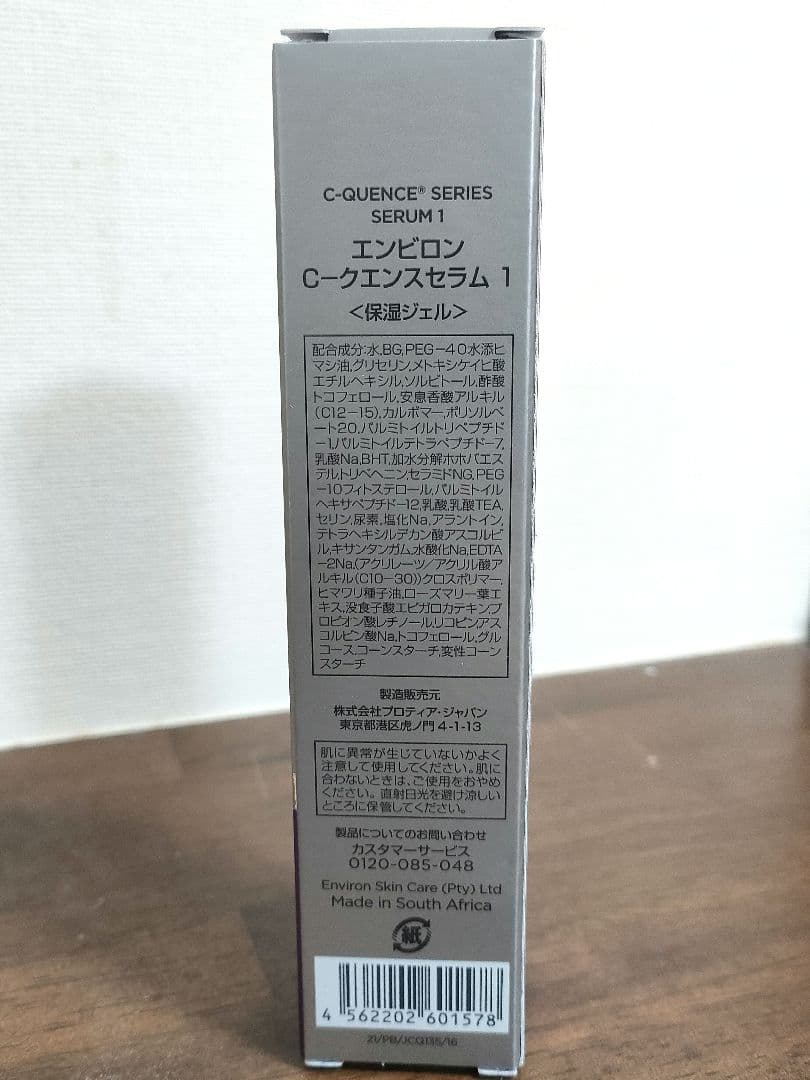 C-QUENCE® SERIES
SERUM 1
エンビロン
C-クエンスセラム 1
<保湿ジェル>
配合成分:水,BG,PEG-40水添ヒ
マシ油,グリセリン,メトキシケイヒ酸
エチルヘキシル,ソルビトール,酢酸
トコフェロール,安息香酸アルキル
(C12-15),カルボマー,ポリソルベ
ート20,パルミトイルトリペプチド
-1,パルミトイルテトラペプチド-7,
乳酸Na,BHT,加水分解ホホバエス
テル,トリベヘニン,セラミドNG,PEG
-10フィトステロール,パルミトイル
ヘキサペプチド-12,乳酸,乳酸TEA,
セリン,尿素,塩化Na,アラントイン,
テトラヘキシルデカン酸アスコルビ
ル,キサンタンガム,水酸化Na,EDTA
-2Na,(アクリレーツ/アクリル酸ア
ルキル(C10-30))クロスポリマー,
ヒマワリ種子油,ローズマリー葉エ
キス,没食子酸エピガロカテキン,プ
ロピオン酸レチノール,リコピン,アス
コルビン酸Na,トコフェロール,グル
コース,コーンスターチ,変性コーン
スターチ
製造販売元
株式会社プロティア・ジャパン
東京都港区虎ノ門4-1-13
肌に異常が生じていないかよく
注意して使用してください。肌に
合わないときは、ご使用をおやめ
ください。直射日光を避け涼しい
ところに保管してください。
製品についてのお問い合わせ
カスタマーサービス
0120-085-048
Environ Skin Care (Pty) Ltd
Made in South Africa
紙
4 562202 601578
21/PB/JCQ13S/16